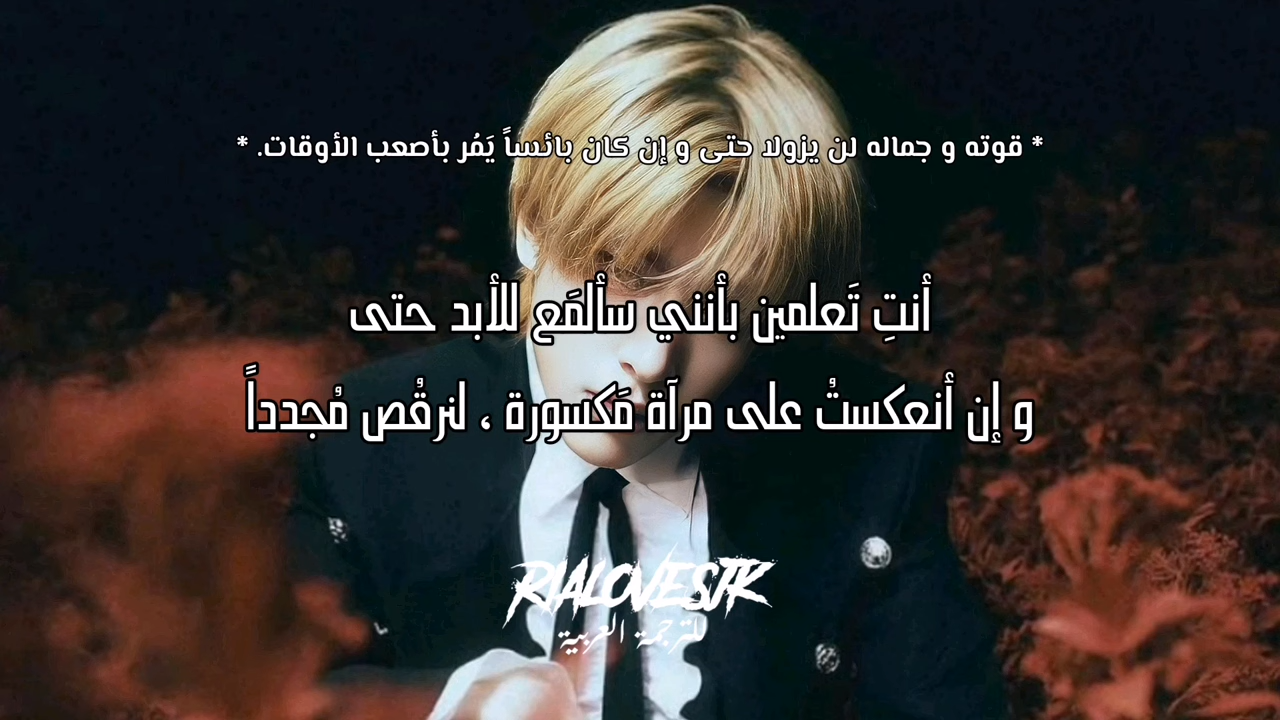 * قوته و جماله لن يزولا حتى و إن كان بائساً يَمُر بأصعب الأوقات. *
أنتِ تَعلمين بأنني سألمَع للأبد حتى
و إن أنعكستُ على مرآة مَكسورة ، لنرقُص مُجدداً
RIALOVESJK
للترجمة العربية